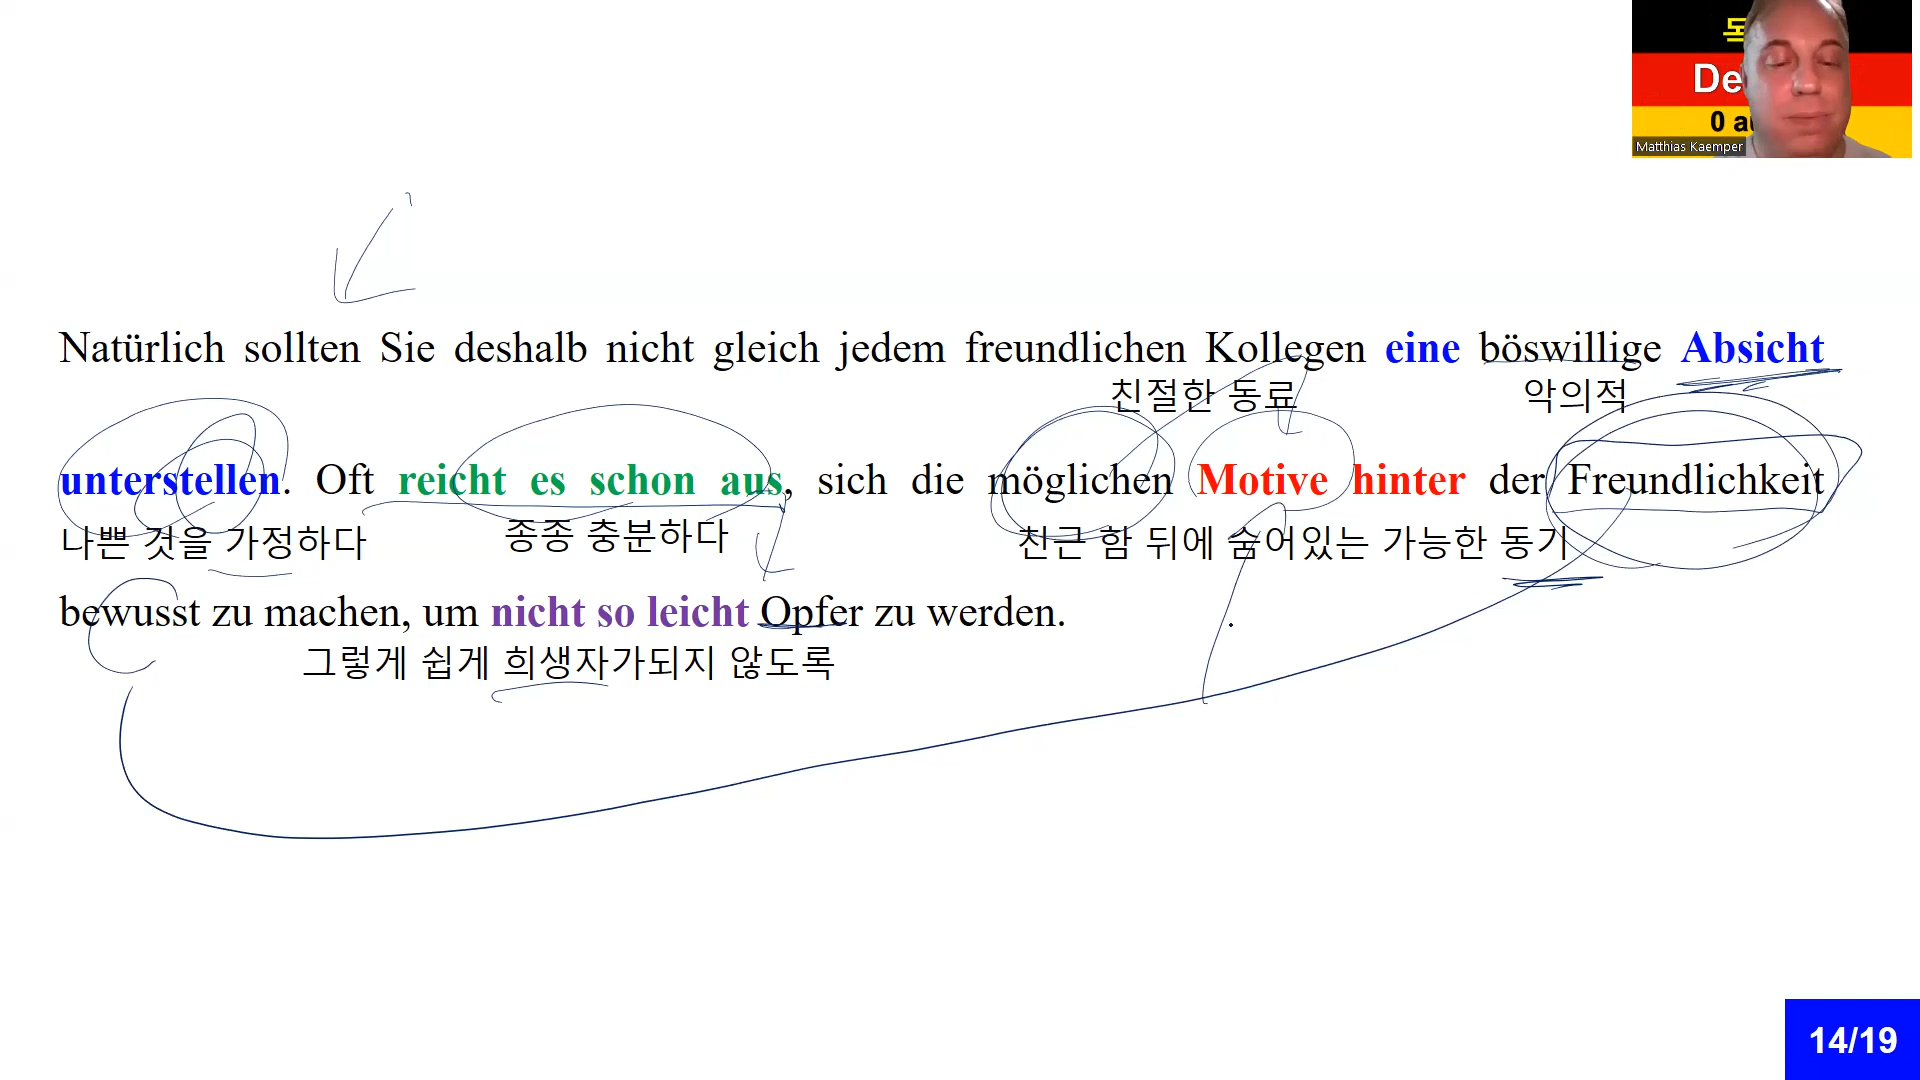 독
De
0 au
Matthias Kaemper
Natürlich sollten Sie deshalb nicht gleich jedem freundlichen Kollegen eine böswillige Absicht
친절한 동료 악의적
unterstellen. Oft reicht es schon aus, sich die möglichen Motive hinter der Freundlichkeit
나쁜 것을 가정하다 종종 충분하다 친근 함 뒤에 숨어있는 가능한 동기
bewusst zu machen, um nicht so leicht Opfer zu werden.
그렇게 쉽게 희생자가되지 않도록
14/19